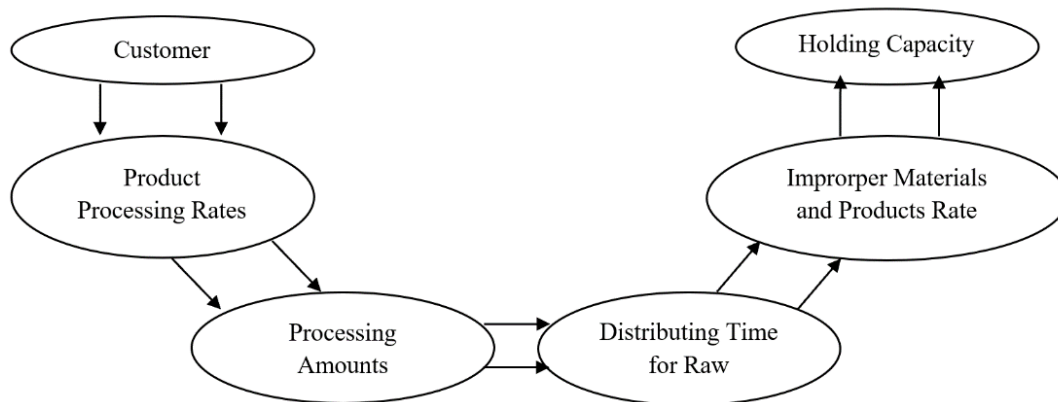 Customer
Holding Capacity
Product
Processing Rates
Improrper Materials
and Products Rate
Processing
Amounts
Distributing Time
for Raw